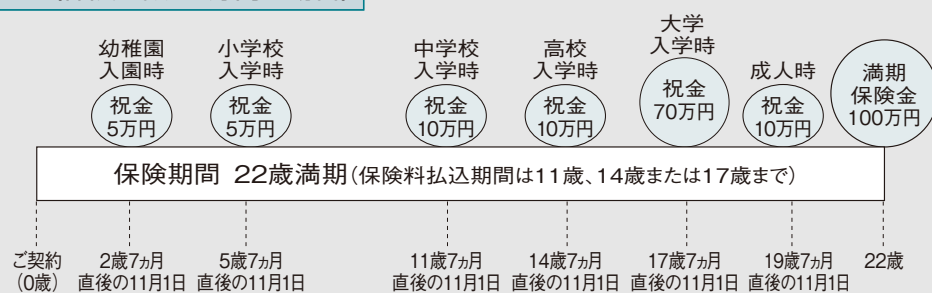 幼稚園
入園時
祝金
5万円
小学校
入学時
祝金
5万円
中学校
入学時
祝金
10万円
高校
入学時
祝金
10万円
大学
入学時
祝金
70万円
成人時
祝金
10万円
満期
保険金
100万円
保険期間 22歳満期(保険料払込期間は11歳、14歳または17歳まで)
ご契約
(0歳)
2歳7ヵ月
直後の11月1日
5歳7ヵ月
直後の11月1日
11歳7ヵ月
直後の11月1日
14歳7ヵ月
直後の11月1日
17歳7ヵ月
直後の11月1日
19歳7ヵ月
直後の11月1日
22歳